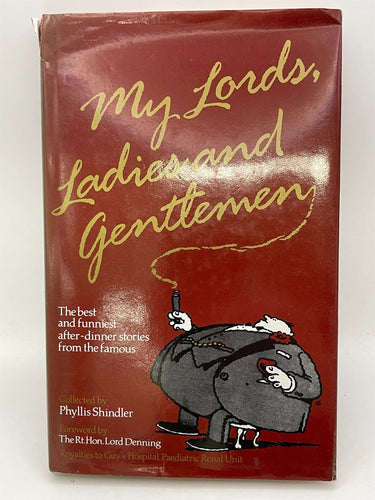 My Lords,
Ladies and
Gentlemen
The best
and funniest
after-dinner stories
from the famous
Collected by
Phyllis Shindler
Foreword by
The Rt. Hon. Lord Denning
Royalties to Guy's Hospital Paediatric Renal Unit